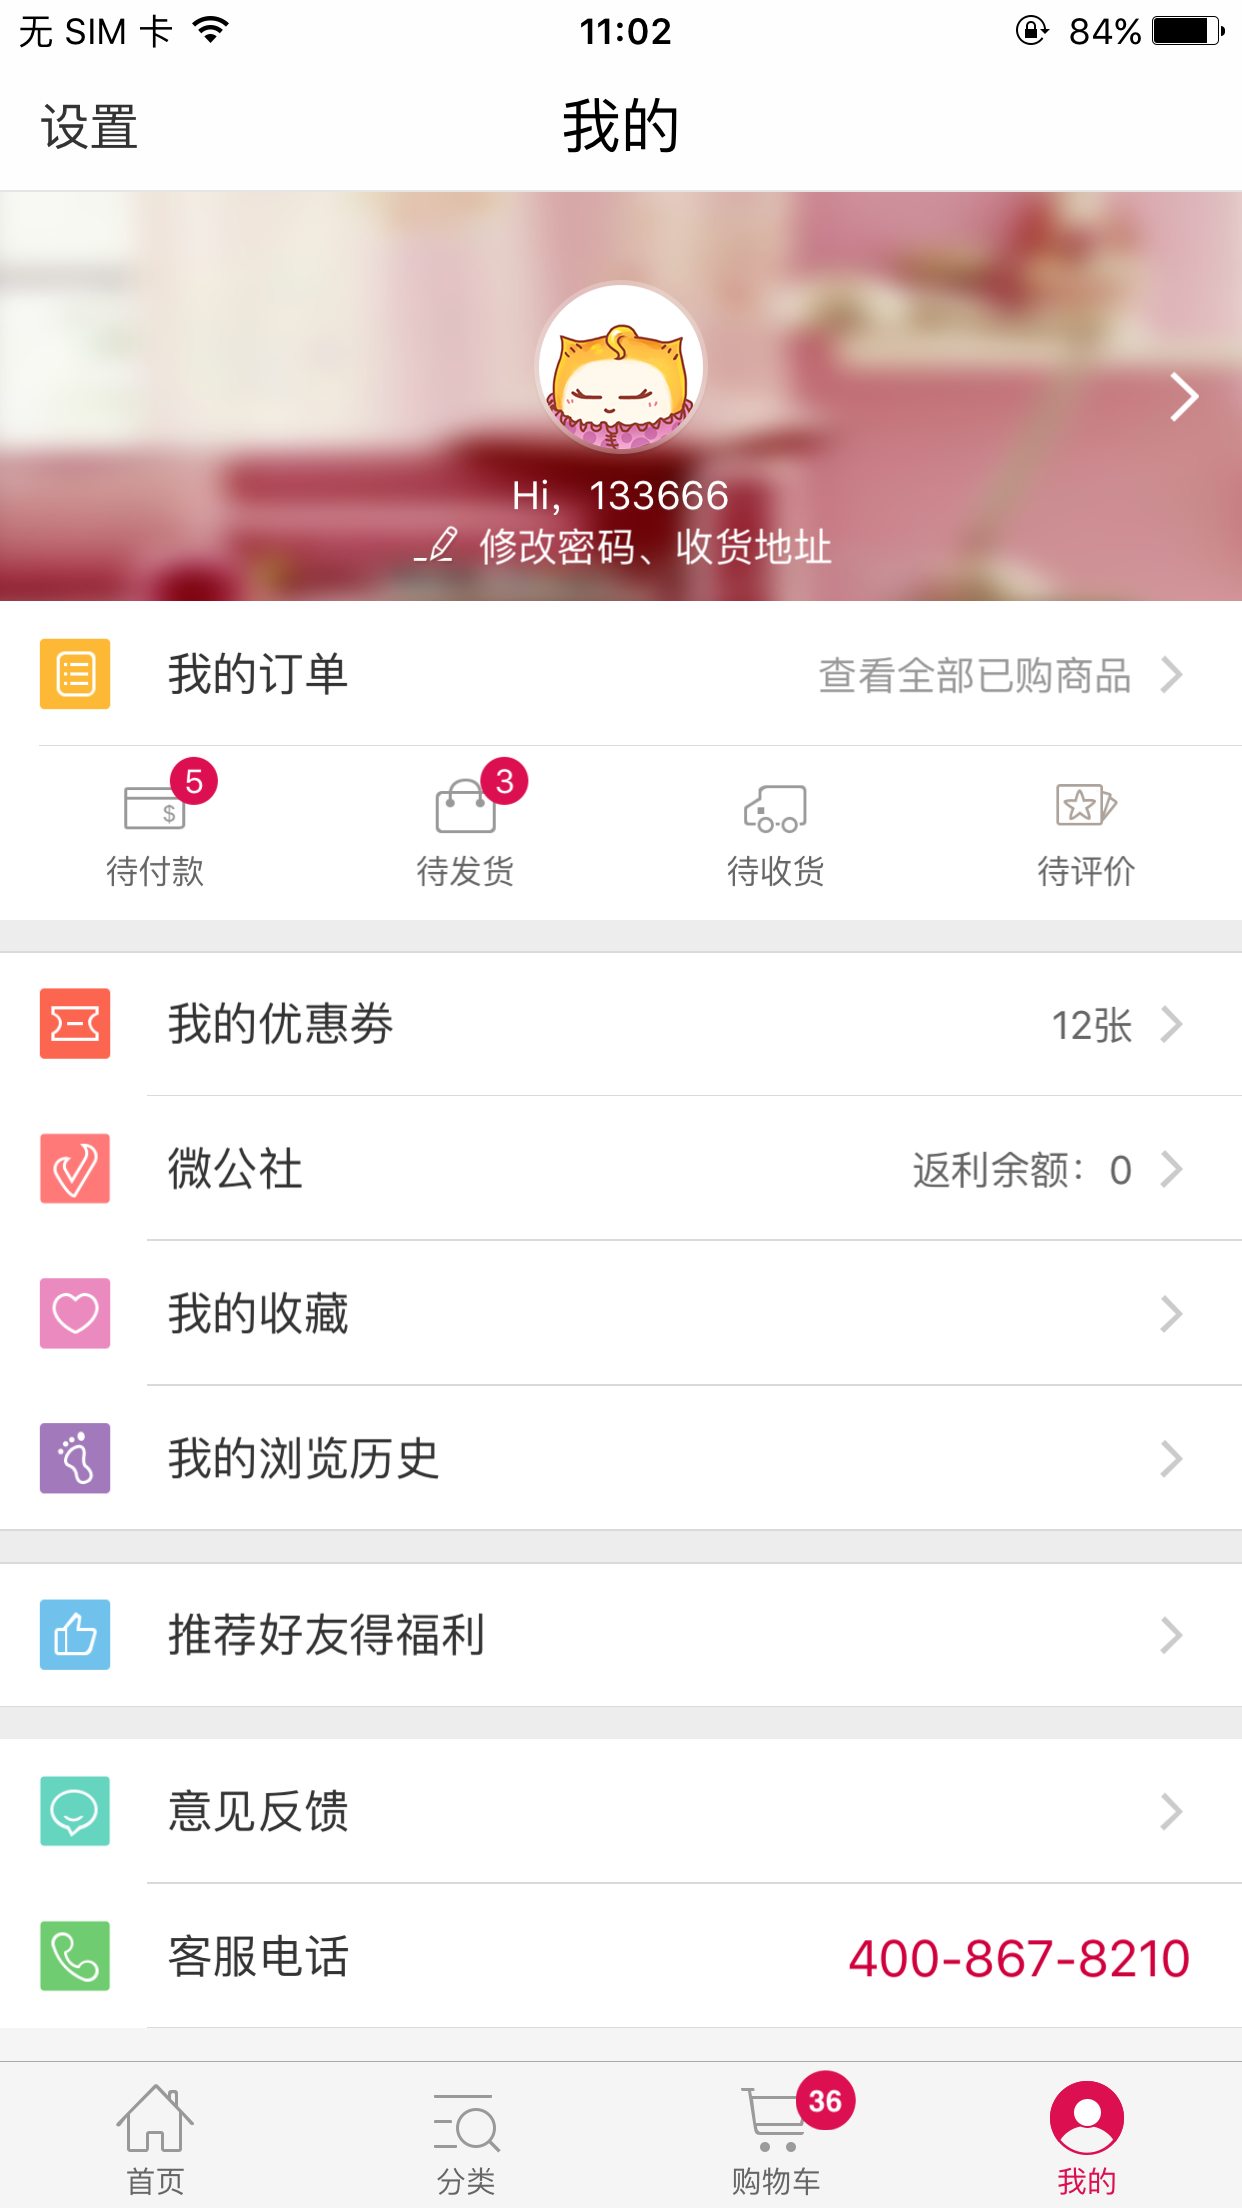 无 SIM 卡 11:02 84%
设置 我的
Hi，133666
修改密码、收货地址
我的订单 查看全部已购商品
5 3
$
待付款 待发货 待收货 待评价
我的优惠券 12张
微公社 返利余额：0
我的收藏
我的浏览历史
推荐好友得福利
意见反馈
客服电话 400-867-8210
36
首页 分类 购物车 我的